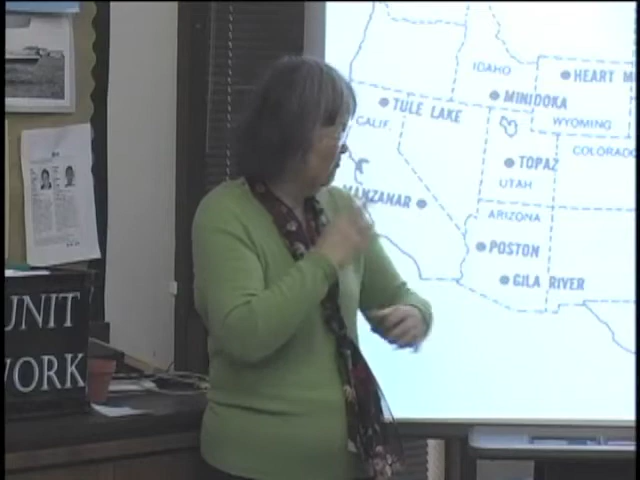 IDAHO
HEART M
MINIDOKA
TULE LAKE
WYOMING
CALIF.
COLORADO
TOPAZ
UTAH
MANZANAR
ARIZONA
POSTON
GILA RIVER
UNIT
WORK